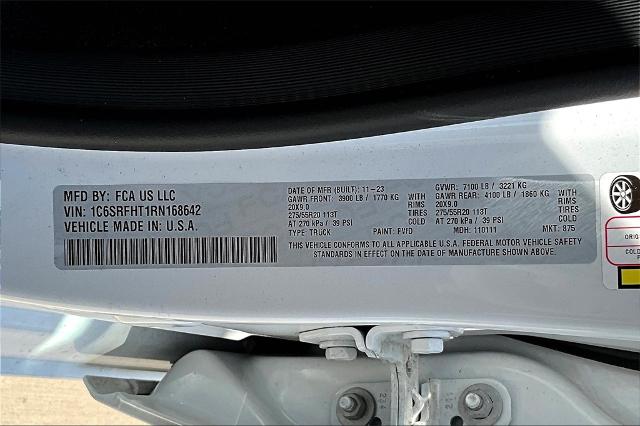 MFD BY: FCA US LLC
VIN: 1C6SRFHT1RN168642
VEHICLE MADE IN: U.S.A.
DATE OF MFR (BUILT): 11-23 GVWR: 7100 LB / 3221 KG
GAWR FRONT: 3900 LB / 1770 KG WITH GAWR REAR: 4100 LB / 1860 KG WITH
20X9.0 RIMS 20X9.0 RIMS
275/55R20 113T TIRES 275/55R20 113T TIRES
AT 270 kPa / 39 PSI COLD AT 270 kPa / 39 PSI COLD
TYPE: TRUCK PAINT: MDH: 110111 MKT: 875
THIS VEHICLE CONFORMS TO ALL APPLICABLE U.S.A. FEDERAL MOTOR VEHICLE SAFETY
STANDARDS IN EFFECT ON THE DATE OF MANUFACTURE SHOWN ABOVE.
ORIG
COLD
234